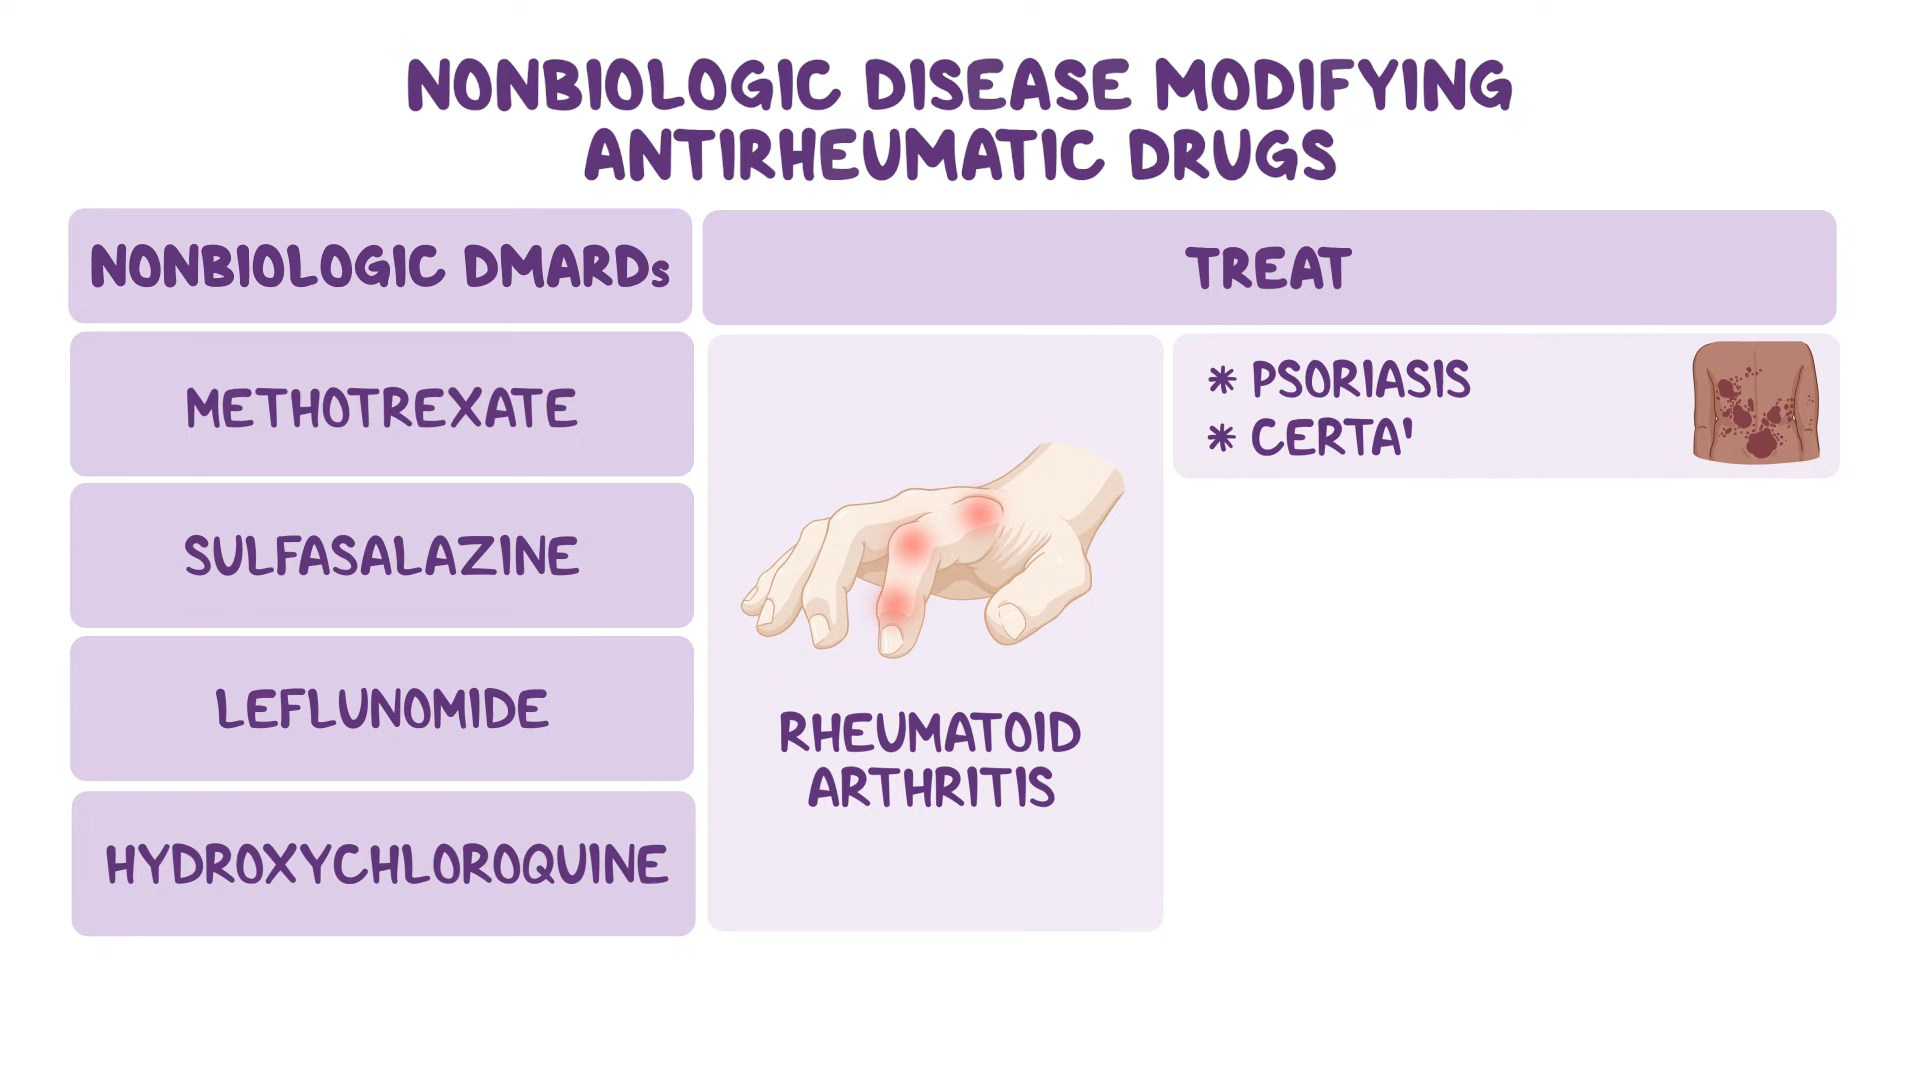 NONBIOLOGIC DISEASE MODIFYING
ANTIRHEUMATIC DRUGS
NONBIOLOGIC DMARDs
TREAT
METHOTREXATE
* PSORIASIS
* CERTA'
SULFASALAZINE
LEFLUNOMIDE
HYDROXYCHLOROQUINE
RHEUMATOID
ARTHRITIS